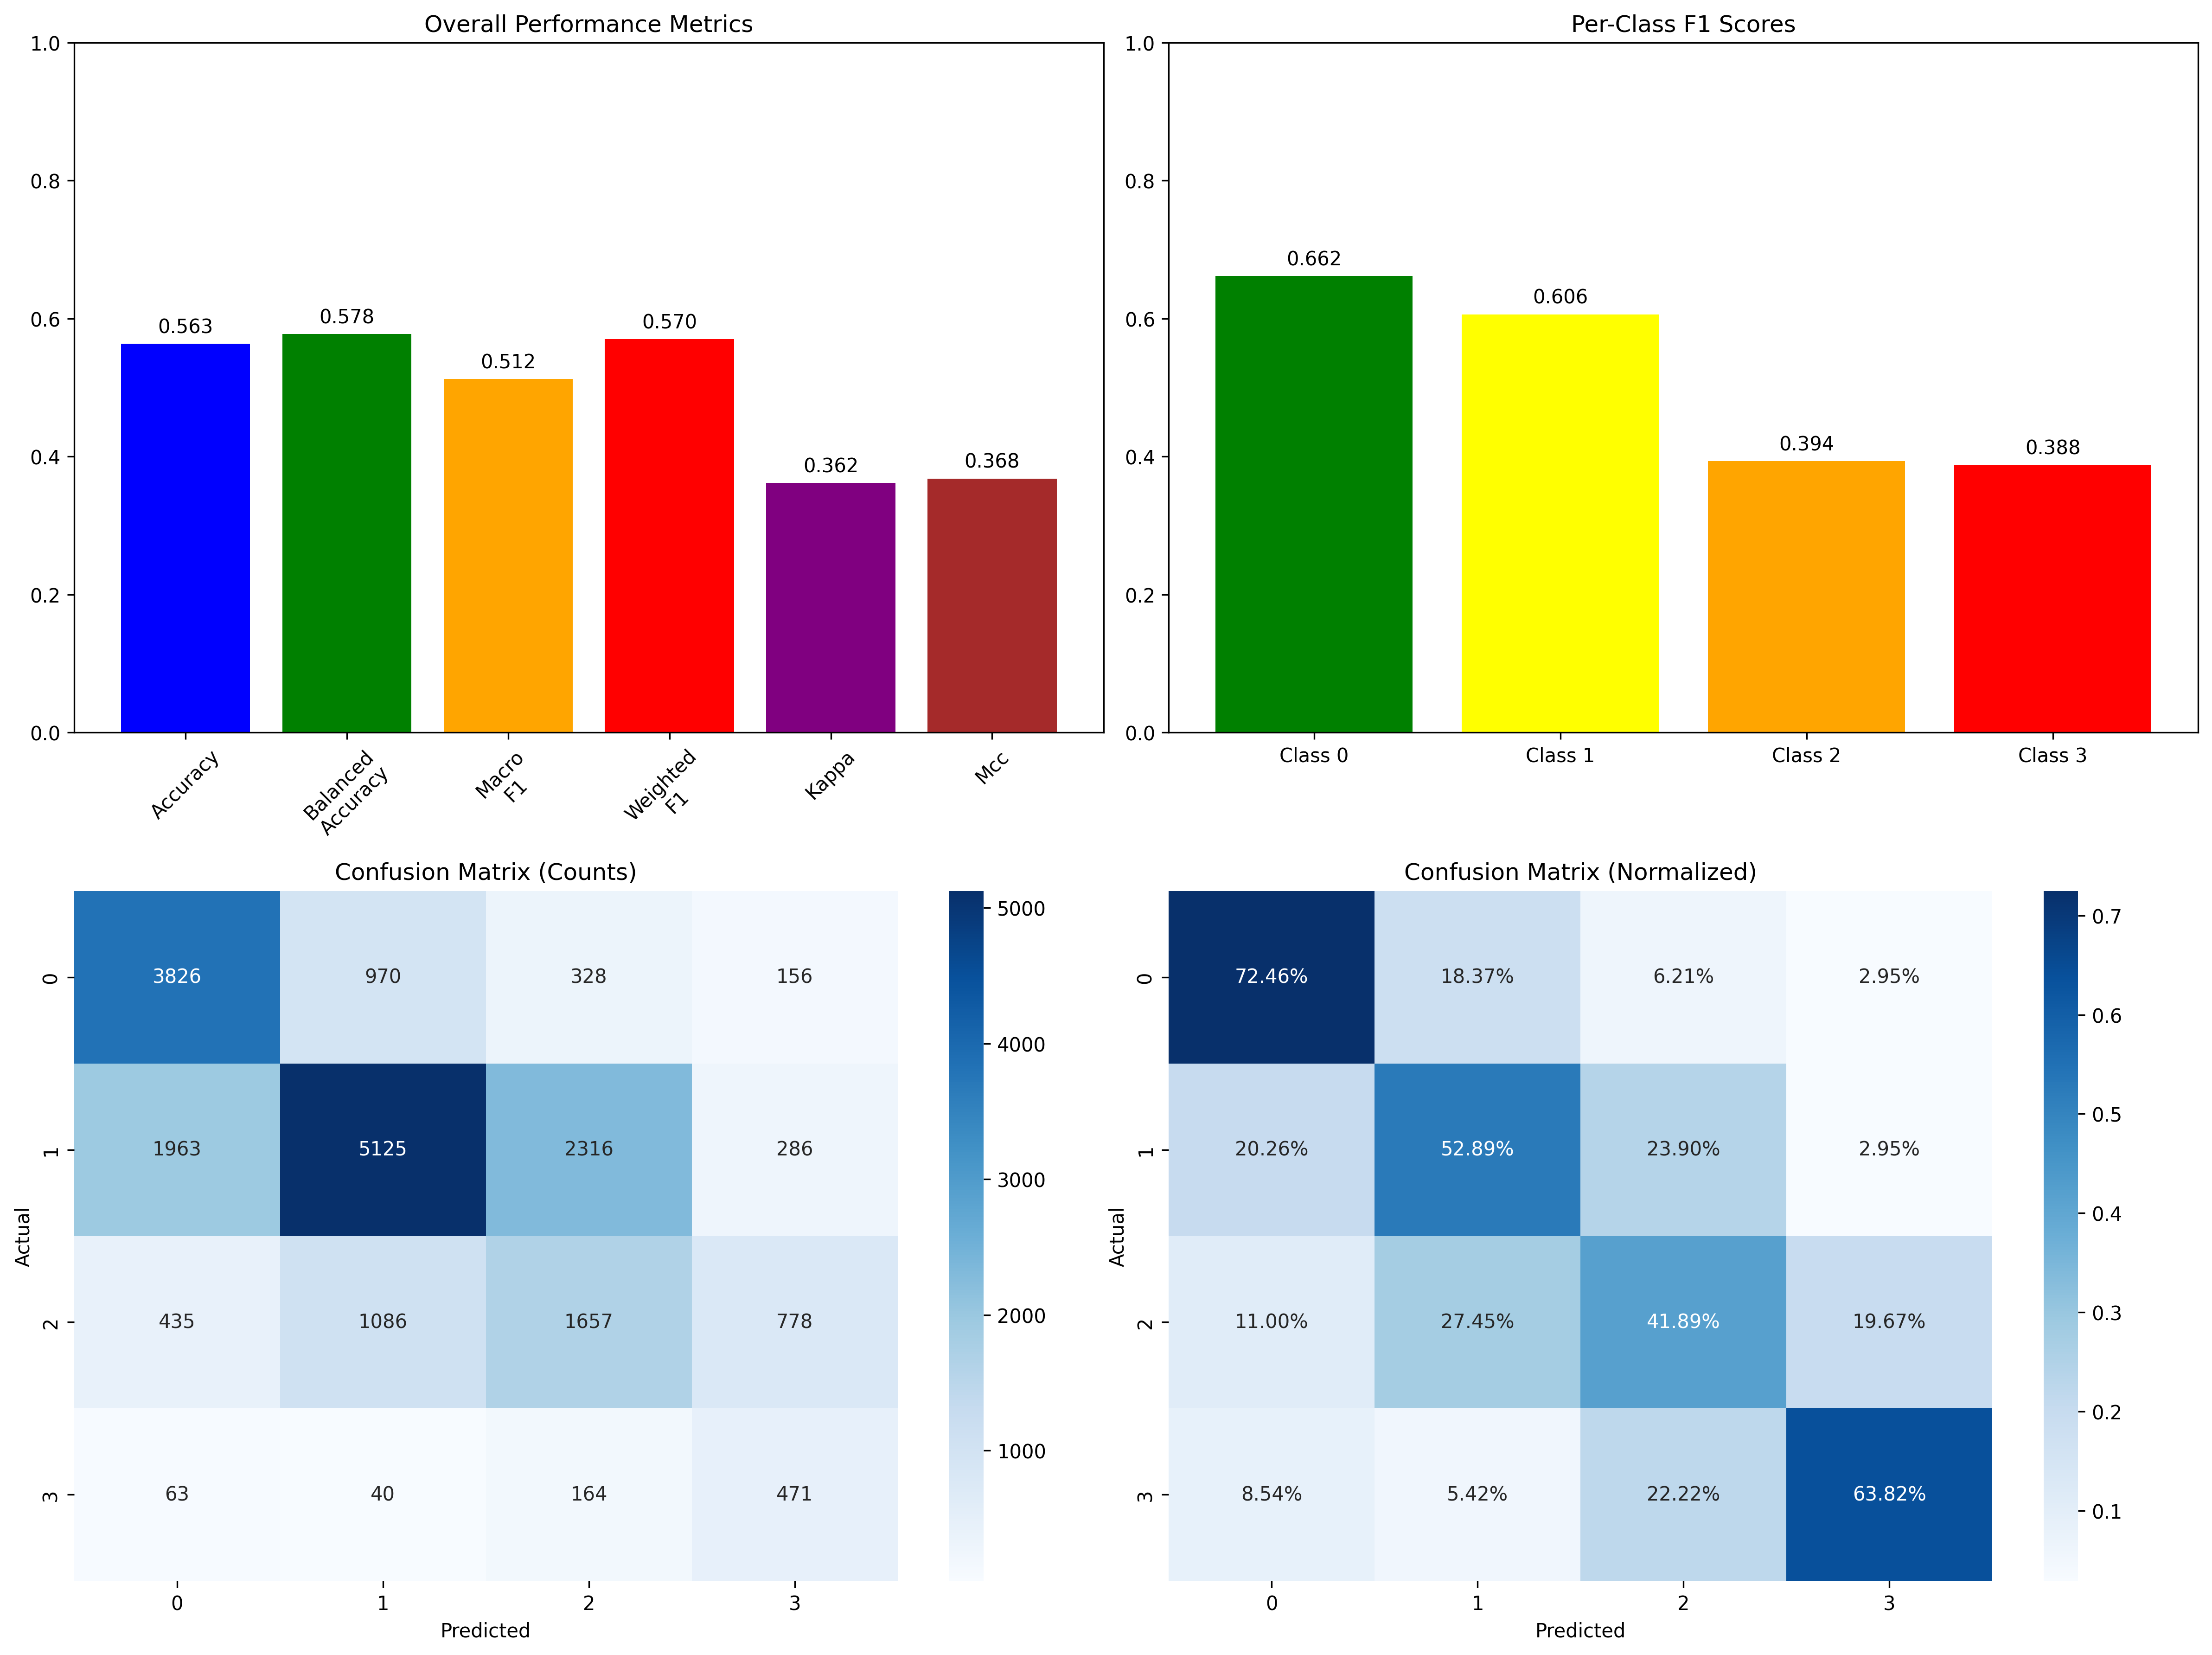 Overall Performance Metrics
1.0
0.8
0.6
0.4
0.2
0.0
0.563
0.578
0.512
0.570
0.362
0.368
Accuracy
Balanced
Accuracy
Macro
F1
Weighted
F1
Kappa
Mcc
Per-Class F1 Scores
1.0
0.8
0.6
0.4
0.2
0.0
0.662
0.606
0.394
0.388
Class 0
Class 1
Class 2
Class 3
Confusion Matrix (Counts)
Actual
0
3826 970 328 156
1
1963 5125 2316 286
2
435 1086 1657 778
3
63 40 164 471
0 1 2 3
Predicted
5000
4000
3000
2000
1000
Confusion Matrix (Normalized)
Actual
0
72.46% 18.37% 6.21% 2.95%
1
20.26% 52.89% 23.90% 2.95%
2
11.00% 27.45% 41.89% 19.67%
3
8.54% 5.42% 22.22% 63.82%
0 1 2 3
Predicted
0.7
0.6
0.5
0.4
0.3
0.2
0.1